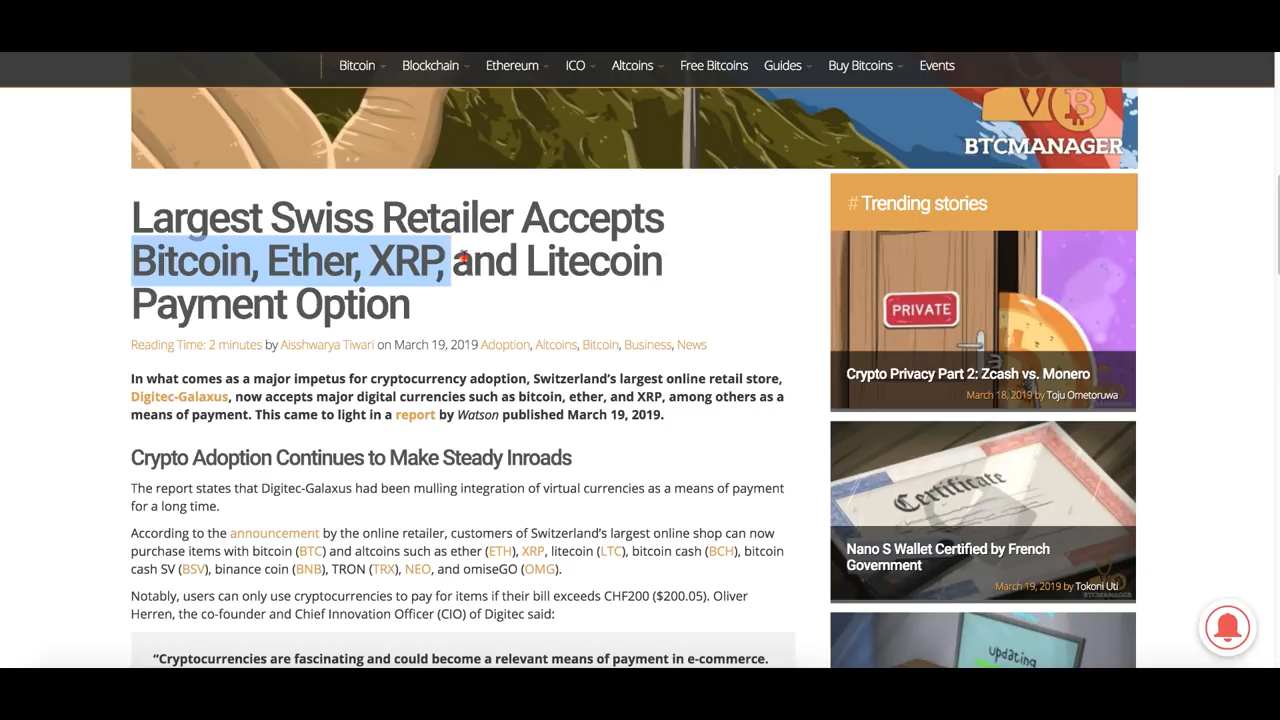 Bitcoin Blockchain Ethereum ICO Altcoins Free Bitcoins Guides Buy Bitcoins Events
BTCMANAGER
Largest Swiss Retailer Accepts
Bitcoin, Ether, XRP, and Litecoin
Payment Option
Reading Time: 2 minutes by Aisshwarya Tiwari on March 19, 2019 Adoption, Altcoins, Bitcoin, Business, News
In what comes as a major impetus for cryptocurrency adoption, Switzerland's largest online retail store,
Digitec-Galaxus, now accepts major digital currencies such as bitcoin, ether, and XRP, among others as a
means of payment. This came to light in a report by Watson published March 19, 2019.
Crypto Adoption Continues to Make Steady Inroads
The report states that Digitec-Galaxus had been mulling integration of virtual currencies as a means of payment
for a long time.
According to the announcement by the online retailer, customers of Switzerland's largest online shop can now
purchase items with bitcoin (BTC) and altcoins such as ether (ETH), XRP, litecoin (LTC), bitcoin cash (BCH), bitcoin
cash SV (BSV), binance coin (BNB), TRON (TRX), NEO, and omiseGO (OMG).
Notably, users can only use cryptocurrencies to pay for items if their bill exceeds CHF200 ($200.05). Oliver
Herren, the co-founder and Chief Innovation Officer (CIO) of Digitec said:
“Cryptocurrencies are fascinating and could become a relevant means of payment in e-commerce.
# Trending stories
PRIVATE
Crypto Privacy Part 2: Zcash vs. Monero
March 18, 2019 by Toju Ometoruwa
Certificate
Nano S Wallet Certified by French
Government
March 19, 2019 by Tokoni Uti
BTCMANAGER
updating